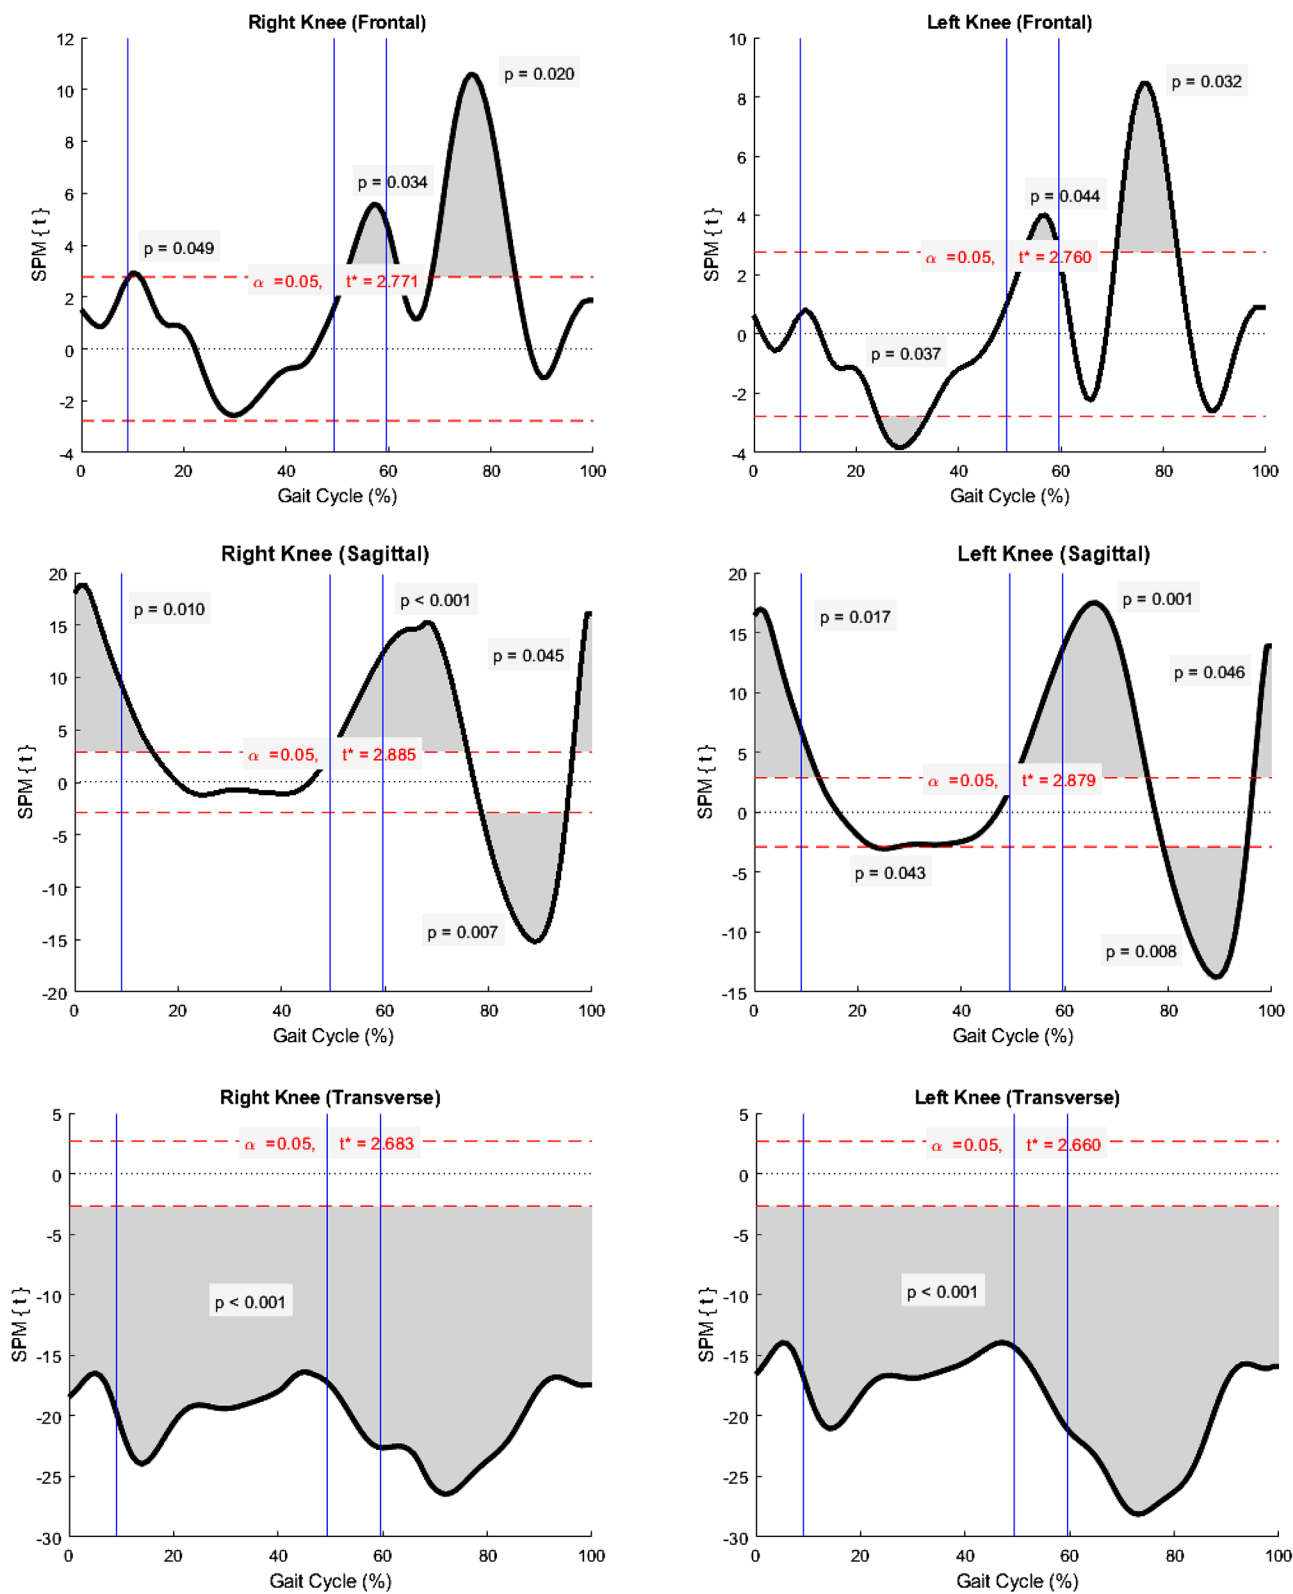 Right Knee (Frontal)
12
10
8
6
4
2
0
-2
-4
SPM { t }
p = 0.049
p = 0.034
p = 0.020
α =0.05, t* = 2.771
0 20 40 60 80 100
Gait Cycle (%)
Left Knee (Frontal)
10
8
6
4
2
0
-2
-4
SPM { t }
p = 0.032
p = 0.044
α =0.05, t* = 2.760
p = 0.037
0 20 40 60 80 100
Gait Cycle (%)
Right Knee (Sagittal)
20
15
10
5
0
-5
-10
-15
-20
SPM { t }
p = 0.010
p < 0.001
p = 0.045
α =0.05, t* = 2.885
p = 0.007
0 20 40 60 80 100
Gait Cycle (%)
Left Knee (Sagittal)
20
15
10
5
0
-5
-10
-15
SPM { t }
p = 0.017
p = 0.001
p = 0.046
α =0.05, t* = 2.879
p = 0.043
p = 0.008
0 20 40 60 80 100
Gait Cycle (%)
Right Knee (Transverse)
5
0
-5
-10
-15
-20
-25
-30
SPM { t }
α =0.05, t* = 2.683
p < 0.001
0 20 40 60 80 100
Gait Cycle (%)
Left Knee (Transverse)
5
0
-5
-10
-15
-20
-25
-30
SPM { t }
α =0.05, t* = 2.660
p < 0.001
0 20 40 60 80 100
Gait Cycle (%)